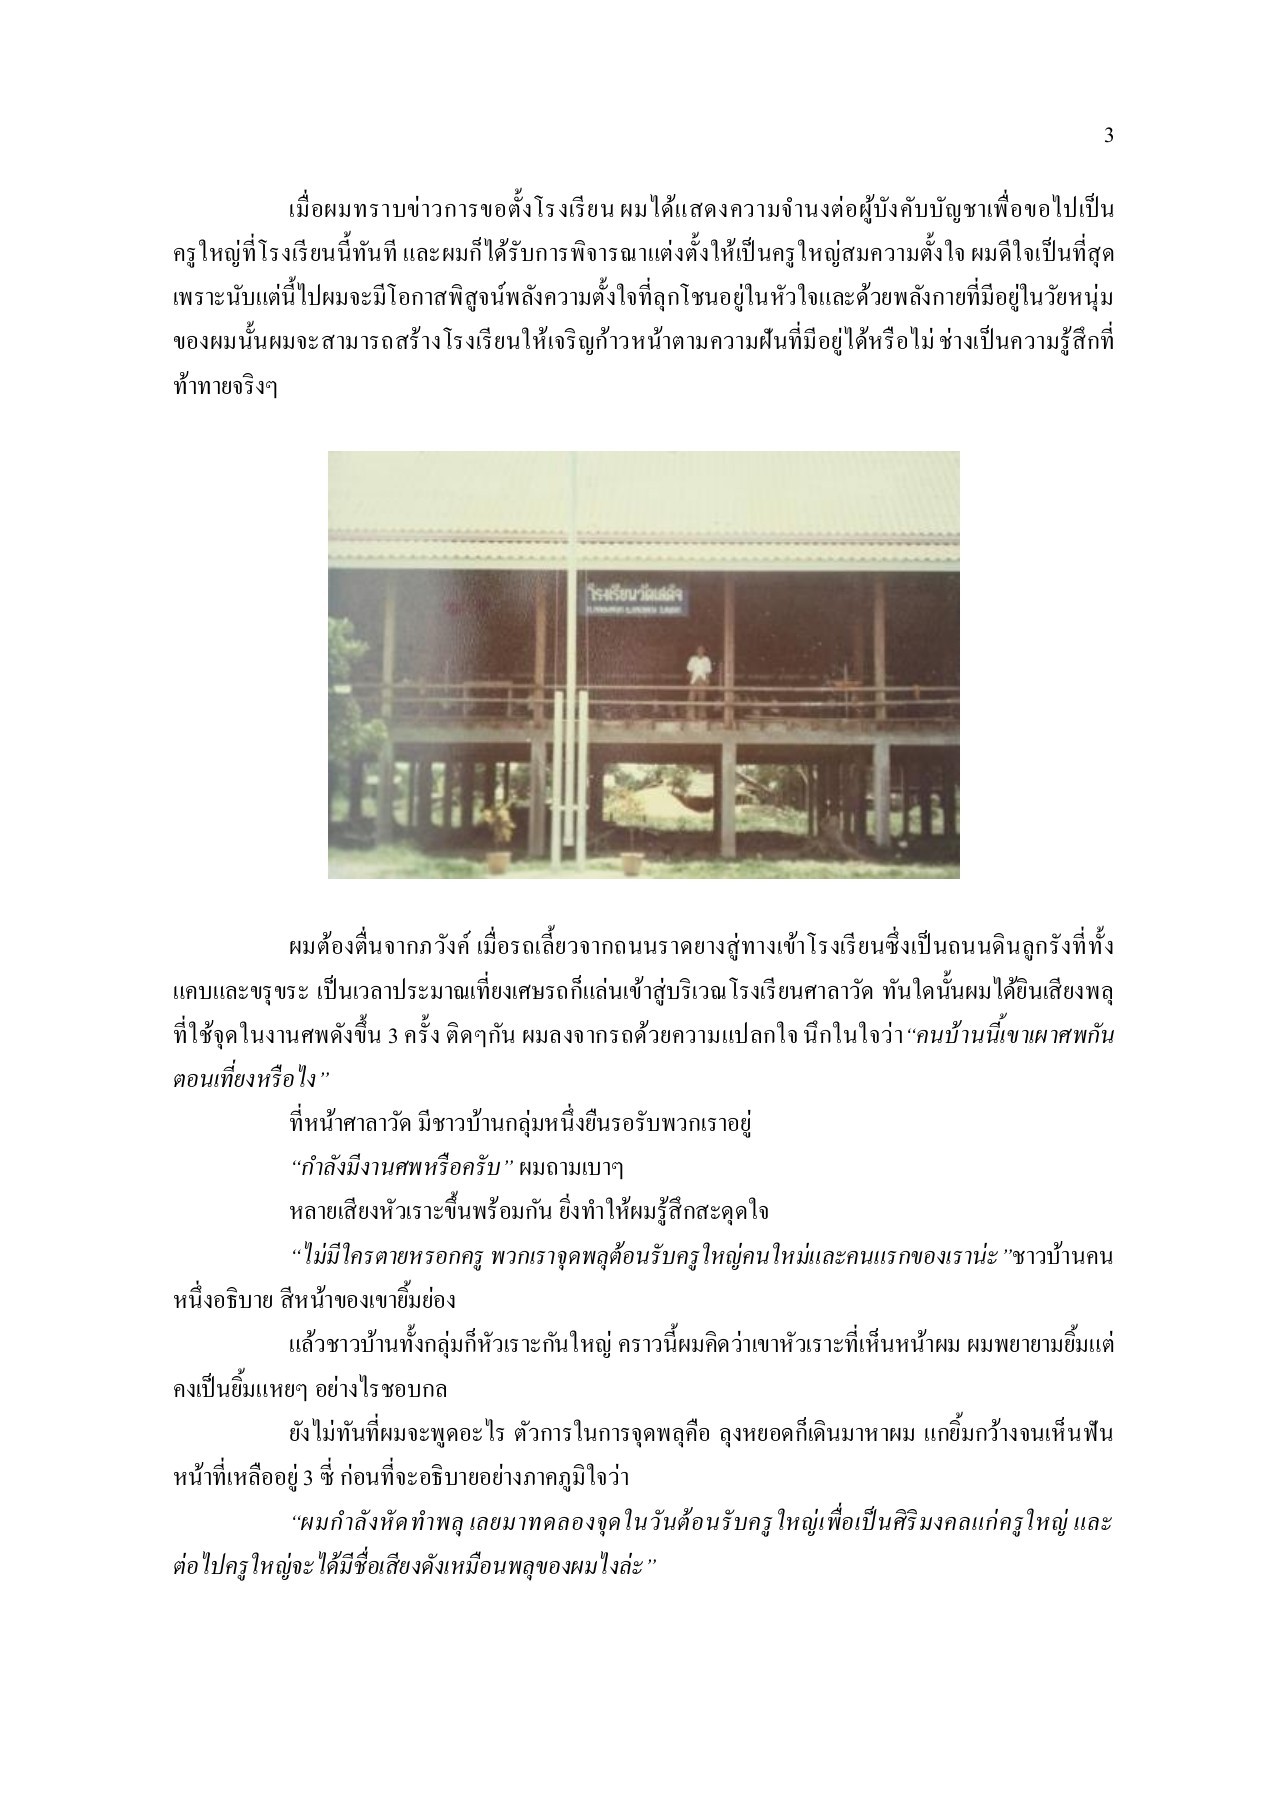 3
เมื่อผมทราบข่าวการขอตั้งโรงเรียน ผมได้แสดงความจำนงต่อผู้บังคับบัญชาเพื่อขอไปเป็น
ครูใหญ่ที่โรงเรียนนี้ทันที และผมก็ได้รับการพิจารณาแต่งตั้งให้เป็นครูใหญ่สมความตั้งใจ ผมดีใจเป็นที่สุด
เพราะนับแต่นี้ไปผมจะมีโอกาสพิสูจน์พลังความตั้งใจที่ลุกโชนอยู่ในหัวใจและด้วยพลังกายที่มีอยู่ในวัยหนุ่ม
ของผมนั้นผมจะสามารถสร้างโรงเรียนให้เจริญก้าวหน้าตามความฝันที่มีอยู่ได้หรือไม่ ช่างเป็นความรู้สึกที่
ท้าทายจริงๆ
โรงเรียนวัดเสด็จ
ผมต้องตื่นจากภวังค์ เมื่อรถเลี้ยวจากถนนราดยางสู่ทางเข้าโรงเรียนซึ่งเป็นถนนดินลูกรังที่ทั้ง
แคบและขรุขระ เป็นเวลาประมาณเที่ยงเศษรถก็แล่นเข้าสู่บริเวณโรงเรียนศาลาวัด ทันใดนั้นผมได้ยินเสียงพลุ
ที่ใช้จุดในงานศพดังขึ้น 3 ครั้ง ติดๆกัน ผมลงจากรถด้วยความแปลกใจ นึกในใจว่า “คนบ้านนี้เขาเผาศพกัน
ตอนเที่ยงหรือไง”
ที่หน้าศาลาวัด มีชาวบ้านกลุ่มหนึ่งยืนรอรับพวกเราอยู่
“กำลังมีงานศพหรือครับ” ผมถามเบาๆ
หลายเสียงหัวเราะขึ้นพร้อมกัน ยิ่งทำให้ผมรู้สึกสะดุดใจ
“ไม่มีใครตายหรอกครู พวกเราจุดพลุต้อนรับครูใหญ่คนใหม่และคนแรกของเราน่ะ”ชาวบ้านคน
หนึ่งอธิบาย สีหน้าของเขายิ้มย่อง
แล้วชาวบ้านทั้งกลุ่มก็หัวเราะกันใหญ่ คราวนี้ผมคิดว่าเขาหัวเราะที่เห็นหน้าผม ผมพยายามยิ้มแต่
คงเป็นยิ้มแหยๆ อย่างไรชอบกล
ยังไม่ทันที่ผมจะพูดอะไร ตัวการในการจุดพลุคือ ลุงหยอดก็เดินมาหาผม แกยิ้มกว้างจนเห็นฟัน
หน้าที่เหลืออยู่ 3 ซี่ ก่อนที่จะอธิบายอย่างภาคภูมิใจว่า
“ผมกำลังหัดทำพลุ เลยมาทดลองจุดในวันต้อนรับครูใหญ่เพื่อเป็นศิริมงคลแก่ครูใหญ่ และ
ต่อไปครูใหญ่จะได้มีชื่อเสียงดังเหมือนพลุของผมไงล่ะ”